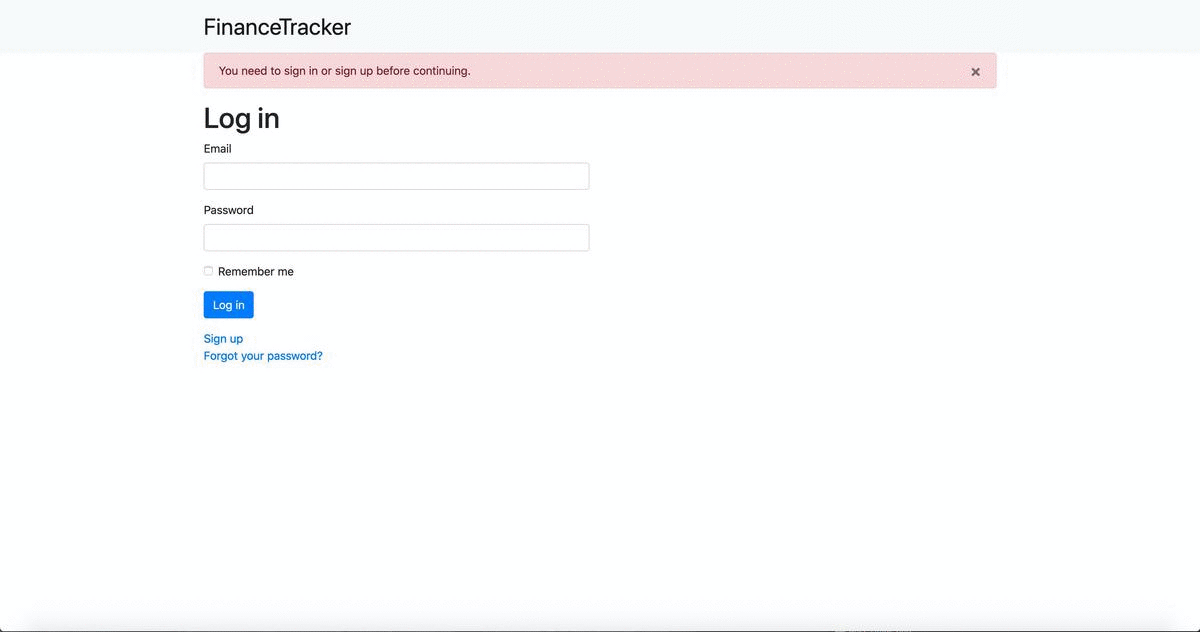 FinanceTracker
You need to sign in or sign up before continuing. ×
Log in
Email
Password
Remember me
Log in
Sign up
Forgot your password?